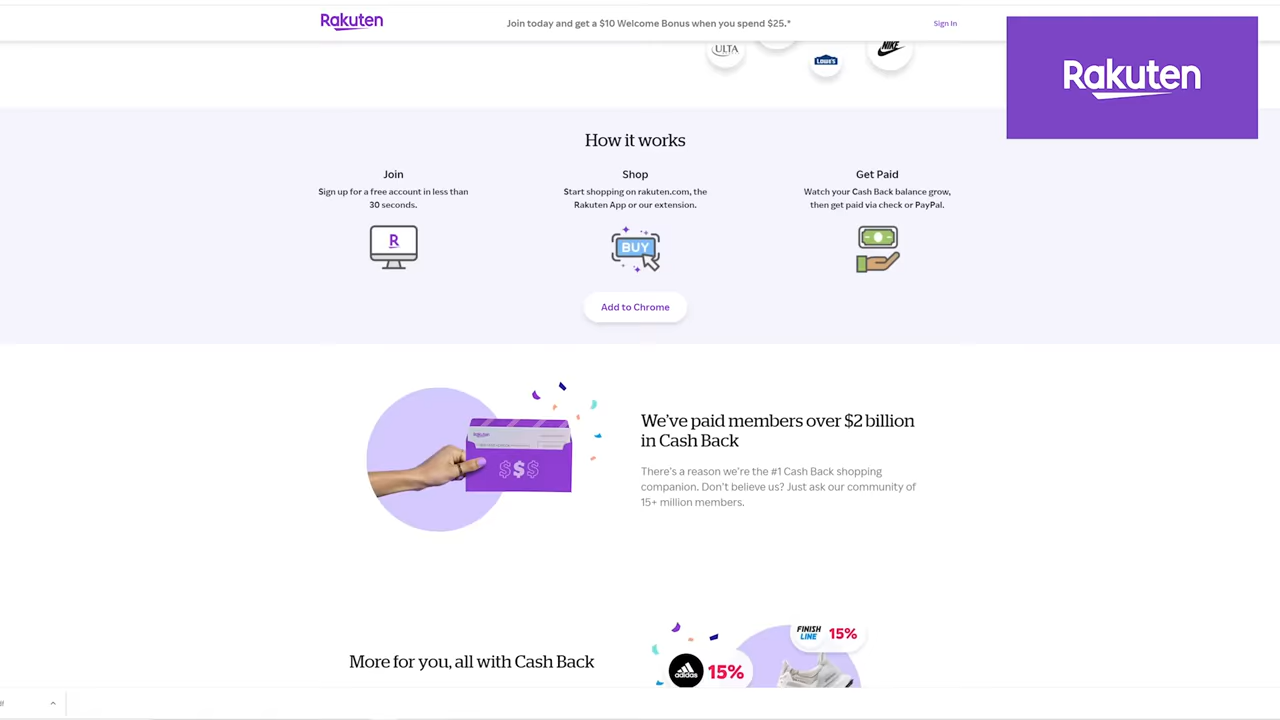 Rakuten
Join today and get a $10 Welcome Bonus when you spend $25.*
Sign In
Rakuten
ULTA
LOWE'S
NIKE
How it works
Join
Sign up for a free account in less than
30 seconds.
Shop
Start shopping on rakuten.com, the
Rakuten App or our extension.
Get Paid
Watch your Cash Back balance grow,
then get paid via check or PayPal.
R
BUY
Add to Chrome
Rakuten
$$$
We've paid members over $2 billion
in Cash Back
There's a reason we're the #1 Cash Back shopping
companion. Don't believe us? Just ask our community of
15+ million members.
More for you, all with Cash Back
FINISH
LINE
15%
adidas
15%